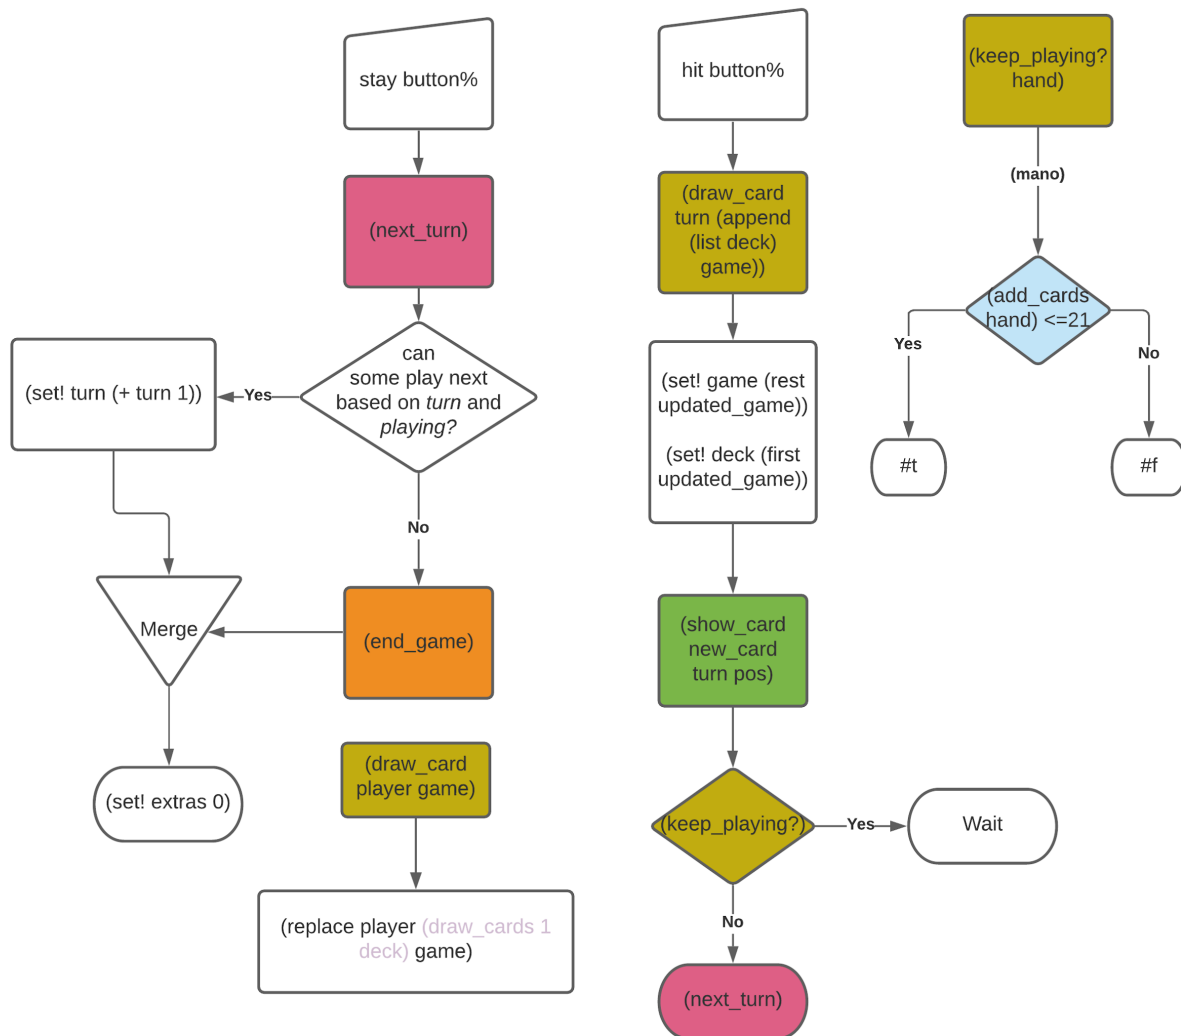 stay button%
(next_turn)
can
some play next
based on turn and
playing?
Yes
(set! turn (+ turn 1))
No
(end_game)
Merge
(set! extras 0)
(draw_card
player game)
(replace player (draw_cards 1
deck) game)
hit button%
(draw_card
turn (append
(list deck)
game))
(set! game (rest
updated_game))
(set! deck (first
updated_game))
(show_card
new_card
turn pos)
(keep_playing?)
Yes
Wait
No
(next_turn)
(keep_playing?
hand)
(mano)
(add_cards
hand) <=21
Yes
No
#t
#f